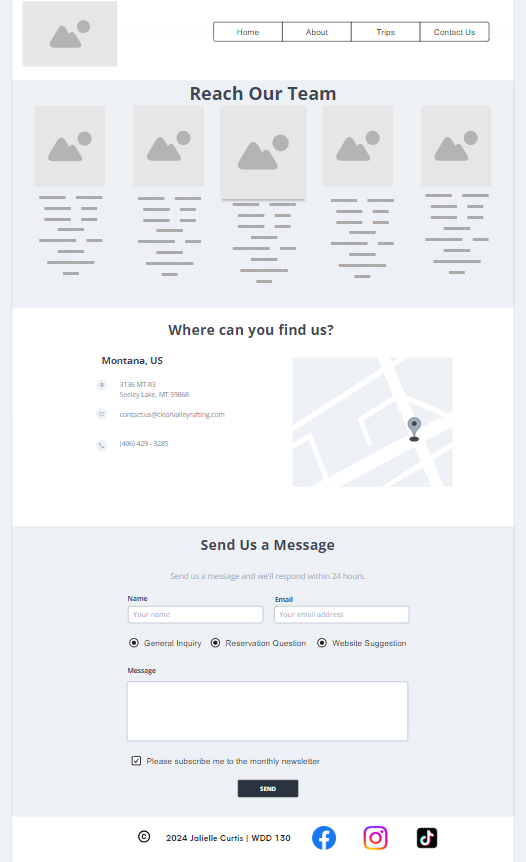 Home About Trips Contact Us
Reach Our Team
Where can you find us?
Montana, US
3136 MT-83
Seeley Lake, MT 59868
contact.us@clearvalleyrafting.com
(406) 429 - 3285
Send Us a Message
Send us a message and we'll respond within 24 hours.
Name Email
Your name Your email address
General Inquiry Reservation Question Website Suggestion
Message
Please subscribe me to the monthly newsletter
SEND
© 2024 Jalielle Curtis | WDD 130